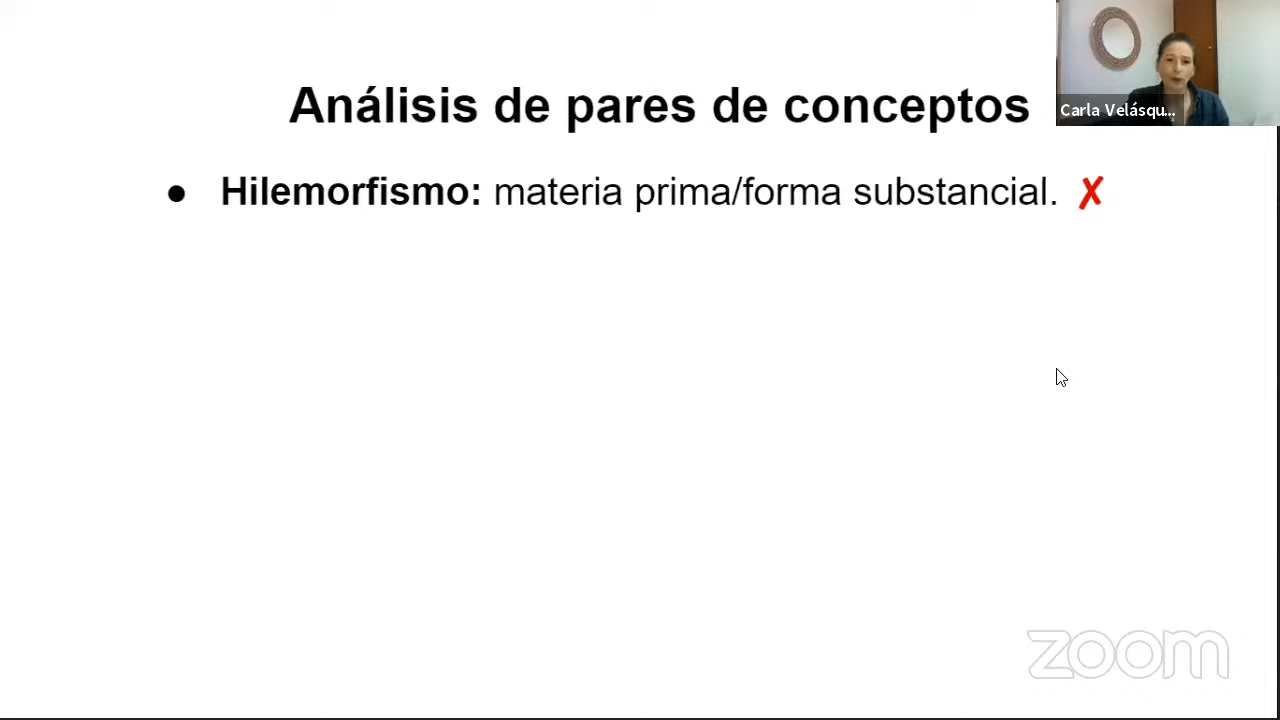 Análisis de pares de conceptos
Carla Velásqu...
● Hilemorfismo: materia prima/forma substancial. ✗
zoom